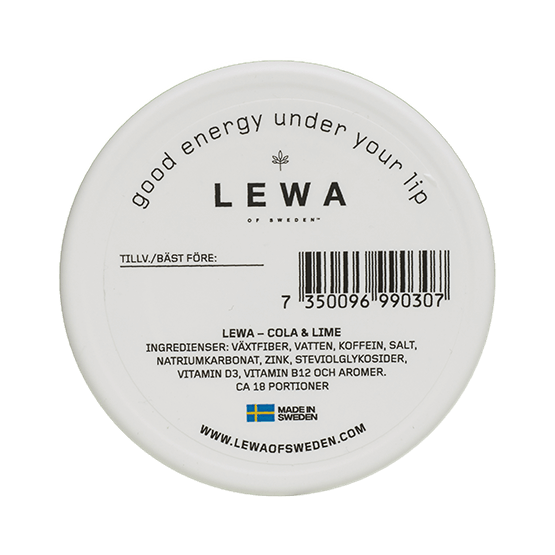 good energy under your lip
LEWA
OF SWEDEN™
TILLV./BÄST FÖRE:
7 350096 990307
LEWA – COLA & LIME
INGREDIENSER: VÄXTFIBER, VATTEN, KOFFEIN, SALT,
NATRIUMKARBONAT, ZINK, STEVIOLGLYKOSIDER,
VITAMIN D3, VITAMIN B12 OCH AROMER.
CA 18 PORTIONER
MADE IN
SWEDEN
WWW.LEWAOFSWEDEN.COM